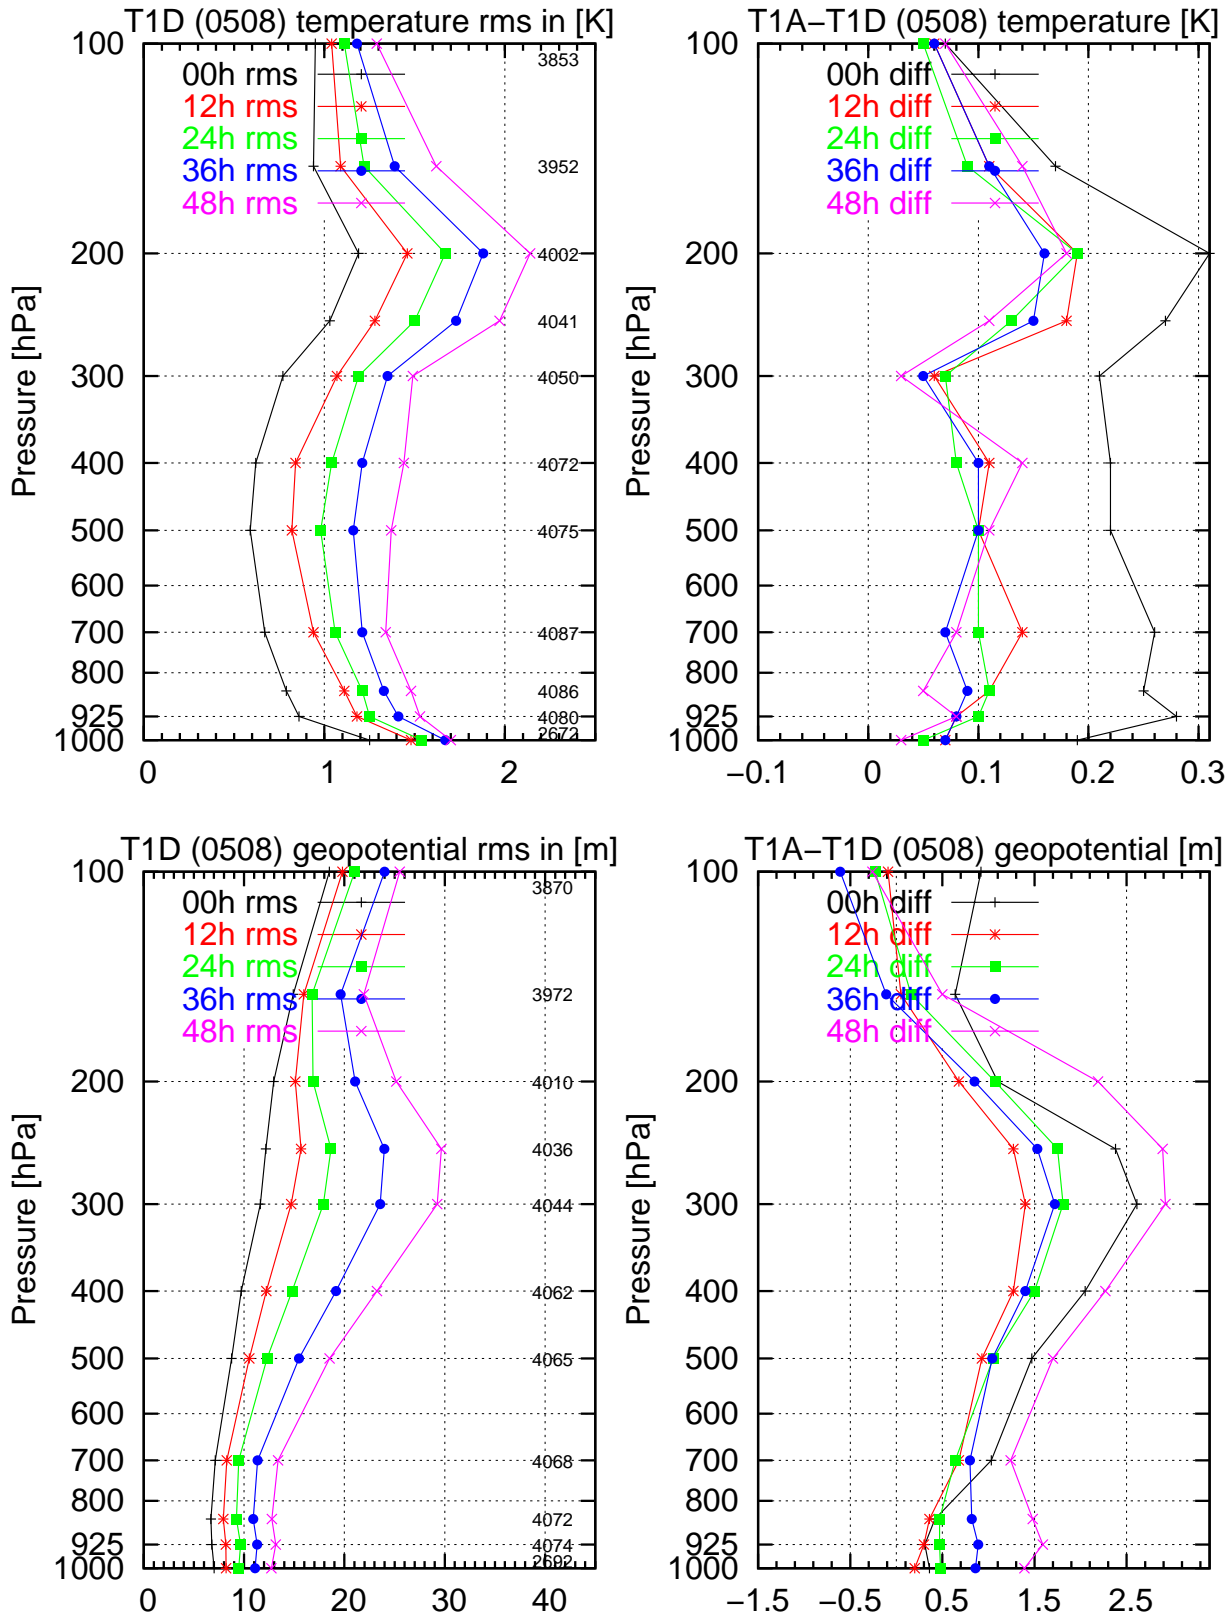 T1D (0508) temperature rms in [K]
100
200
300
400
500
600
700
800
925
1000
Pressure [hPa]
00h rms
12h rms
24h rms
36h rms
48h rms
3853
3952
4002
4041
4050
4072
4075
4087
4086
4080
2673
0 1 2
T1A−T1D (0508) temperature [K]
100
200
300
400
500
600
700
800
925
1000
Pressure [hPa]
00h diff
12h diff
24h diff
36h diff
48h diff
−0.1 0 0.1 0.2 0.3
T1D (0508) geopotential rms in [m]
100
200
300
400
500
600
700
800
925
1000
Pressure [hPa]
00h rms
12h rms
24h rms
36h rms
48h rms
3870
3972
4010
4036
4044
4062
4065
4068
4072
4074
2692
0 10 20 30 40
T1A−T1D (0508) geopotential [m]
100
200
300
400
500
600
700
800
925
1000
Pressure [hPa]
00h diff
12h diff
24h diff
36h diff
48h diff
−1.5 −0.5 0.5 1.5 2.5